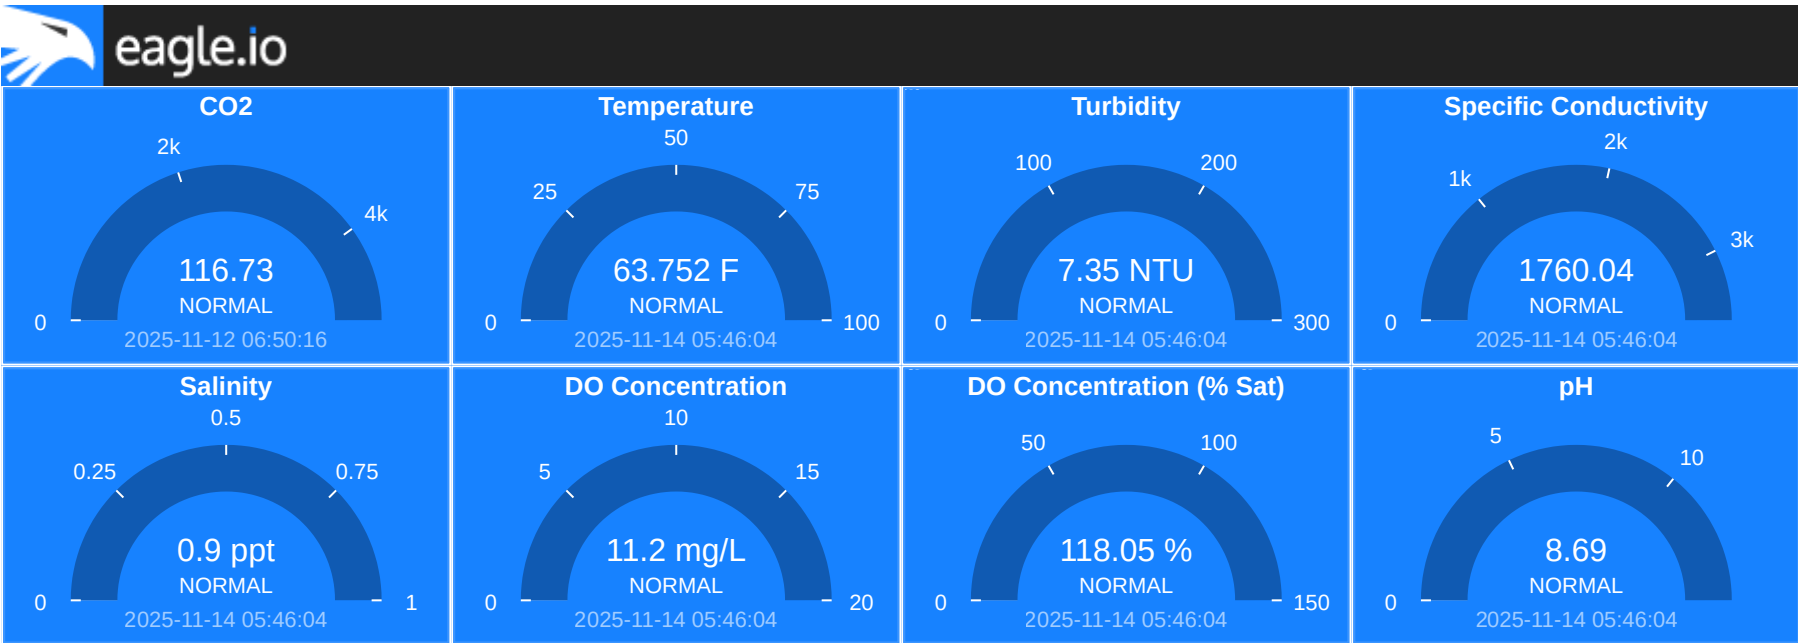 eagle.io
CO2
2k
4k
116.73
NORMAL
0
2025-11-12 06:50:16
Temperature
50
25
75
63.752 F
NORMAL
0
100
2025-11-14 05:46:04
Turbidity
100
200
7.35 NTU
NORMAL
0
300
2025-11-14 05:46:04
Specific Conductivity
2k
1k
3k
1760.04
NORMAL
0
2025-11-14 05:46:04
Salinity
0.5
0.25
0.75
0.9 ppt
NORMAL
0
1
2025-11-14 05:46:04
DO Concentration
10
5
15
11.2 mg/L
NORMAL
0
20
2025-11-14 05:46:04
DO Concentration (% Sat)
50
100
118.05 %
NORMAL
0
150
2025-11-14 05:46:04
pH
5
10
8.69
NORMAL
0
2025-11-14 05:46:04